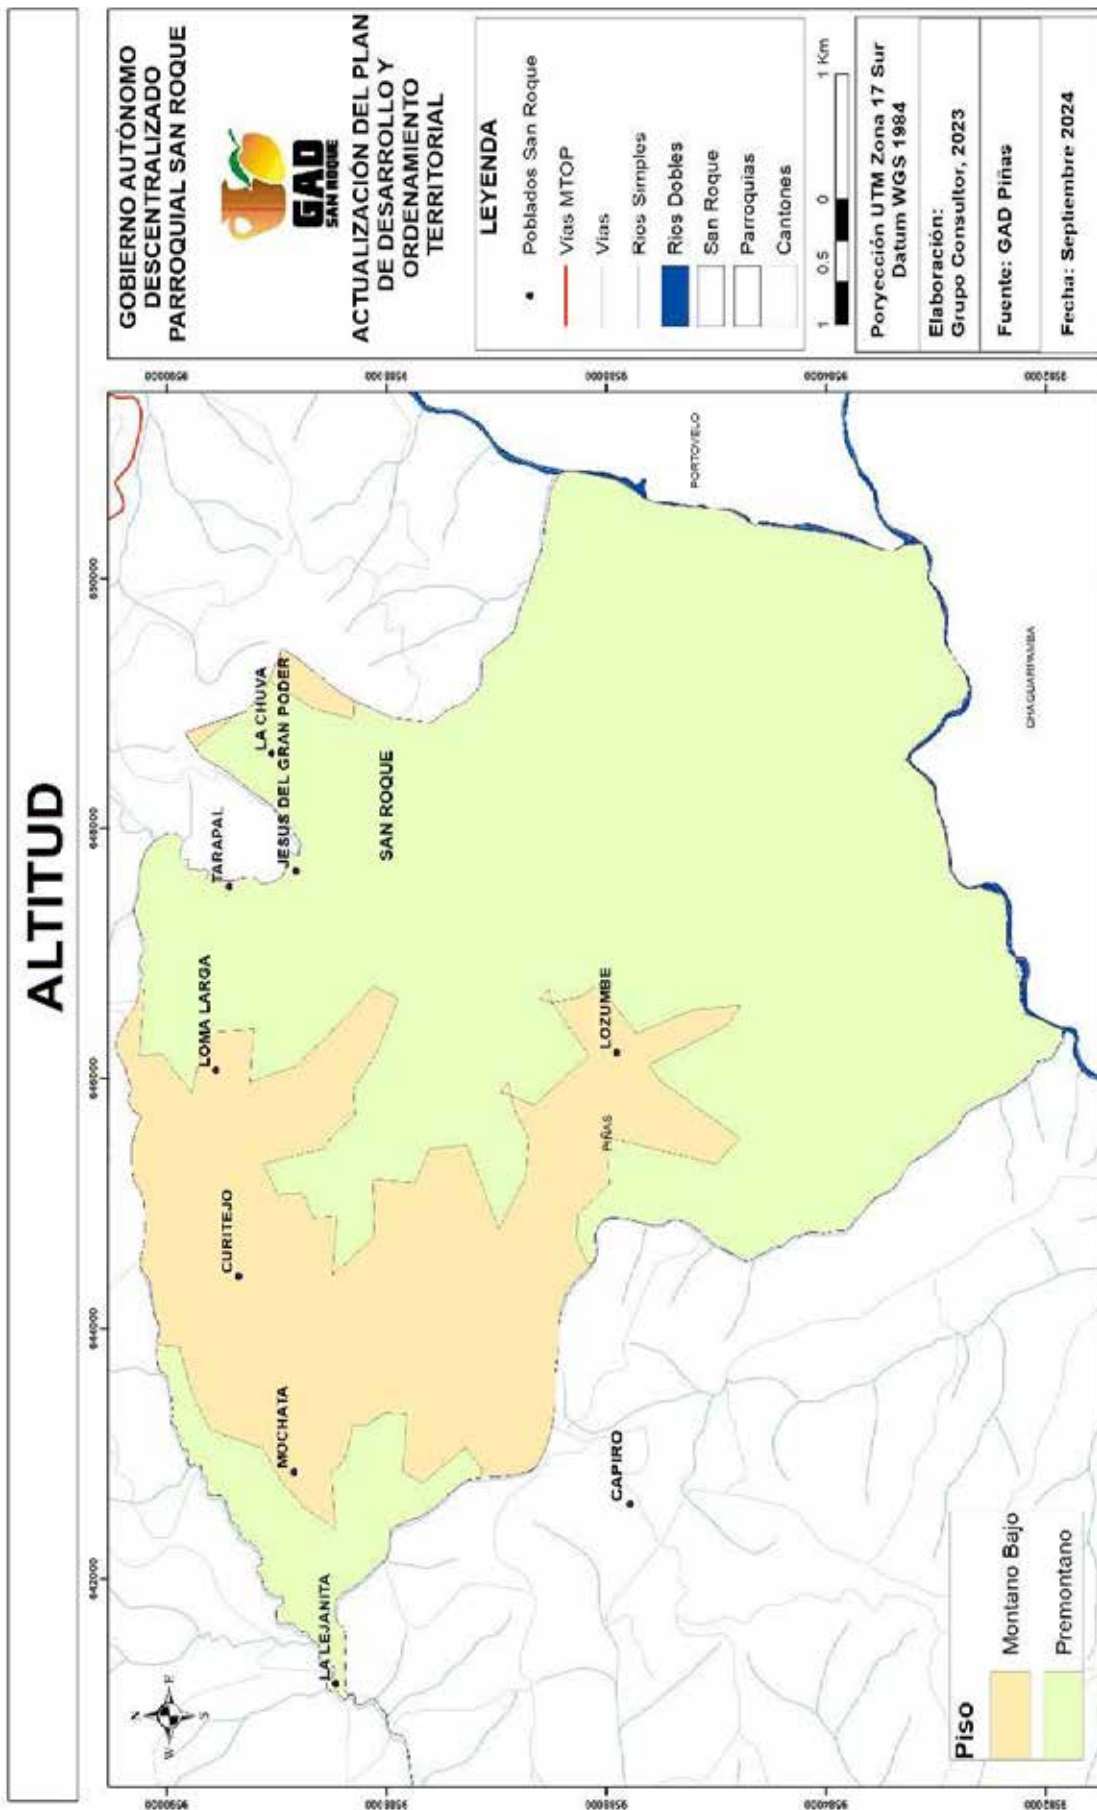 ALTITUD
GOBIERNO AUTÓNOMO
DESCENTRALIZADO
PARROQUIAL SAN ROQUE
GAD
SAN ROQUE
ACTUALIZACIÓN DEL PLAN
DE DESARROLLO Y
ORDENAMIENTO
TERRITORIAL
LEYENDA
Poblados San Roque
Vías MTOP
Vías
Rios Simples
Rios Dobles
San Roque
Parroquias
Cantones
1 0.5 0 1 Km
Poryección UTM Zona 17 Sur
Datum WGS 1984
Elaboración:
Grupo Consultor, 2023
Fuente: GAD Piñas
Fecha: Septiembre 2024
642000 644000 646000 648000 650000
N
W E
S
LA LEJANITA
MOCHATA
CURITEJO
LOMA LARGA
TARAPAL
LA CHUVA
JESUS DEL GRAN PODER
SAN ROQUE
LOZUMBE
PIÑAS
CAPIRO
PORTOVELO
CHAGUARPAMBA
Piso
Montano Bajo
Premontano